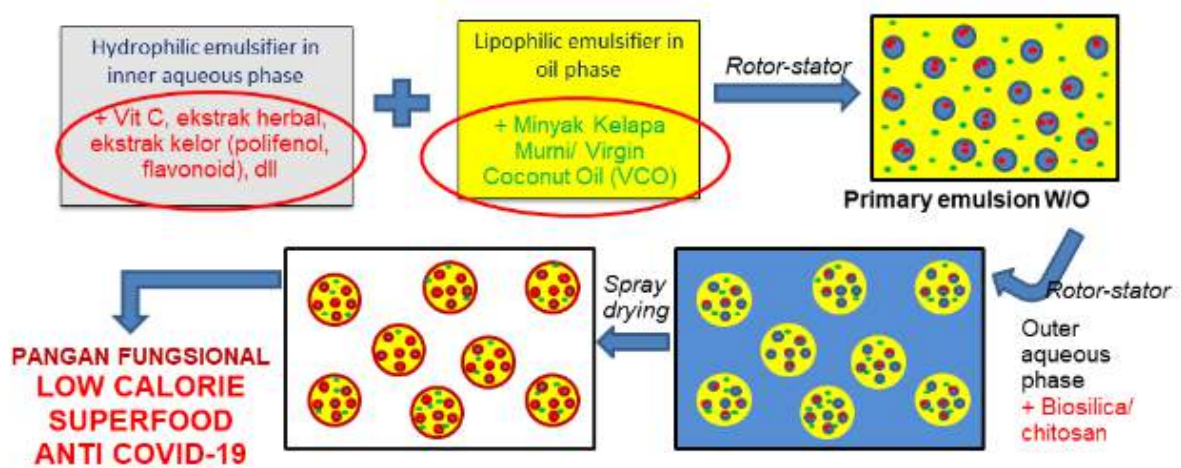 Hydrophilic emulsifier in
inner aqueous phase
+ Vit C, ekstrak herbal,
ekstrak kelor (polifenol,
flavonoid), dll
Lipophilic emulsifier in
oil phase
+ Minyak Kelapa
Murni/ Virgin
Coconut Oil (VCO)
Rotor-stator
Primary emulsion W/O
Rotor-stator
Outer
aqueous
phase
+ Biosilica/
chitosan
Spray
drying
PANGAN FUNGSIONAL
LOW CALORIE
SUPERFOOD
ANTI COVID-19